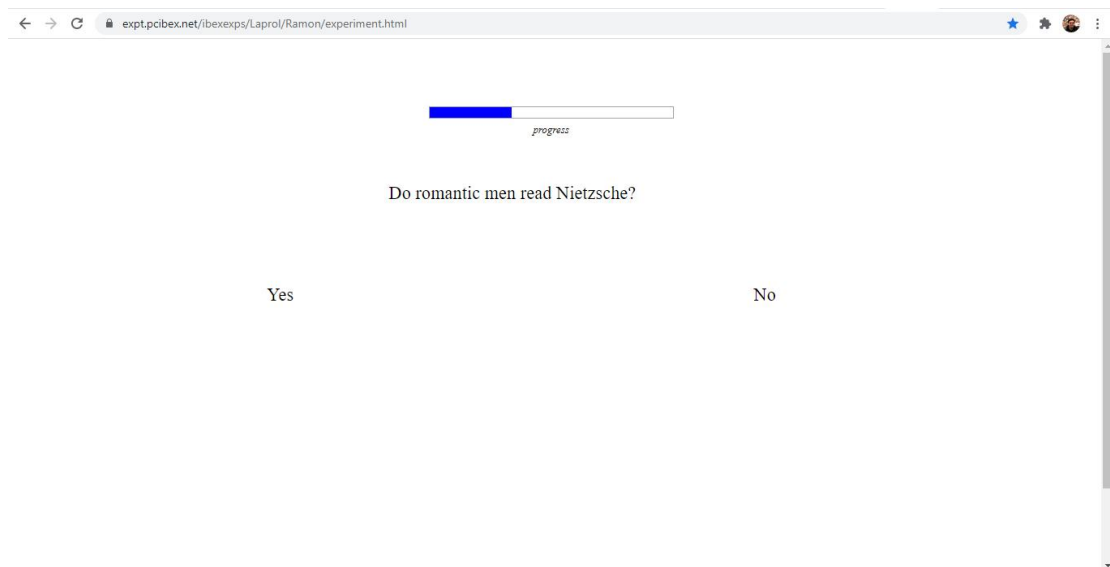 expt.pcibex.net/ibexexps/Laprol/Ramon/experiment.html
progress
Do romantic men read Nietzsche?
Yes No